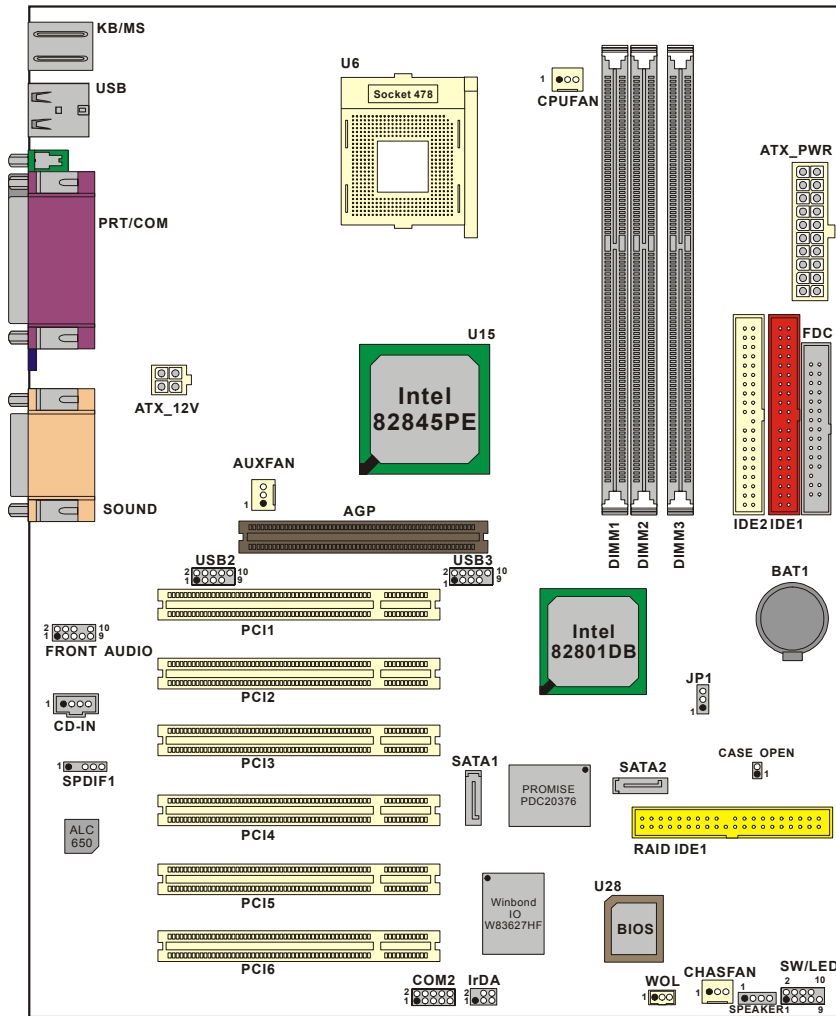 KB/MS
U6
USB
Socket 478
1
CPUFAN
ATX_PWR
PRT/COM
U15
FDC
Intel
82845PE
ATX_12V
AUXFAN
1
AGP
SOUND
IDE2
IDE1
DIMM1
DIMM2
DIMM3
USB2
2
10
1
9
USB3
2
10
1
9
BAT1
PCI1
Intel
82801DB
2
10
1
9
FRONT AUDIO
PCI2
JP1
1
1
CD-IN
PCI3
SATA1
SATA2
CASE OPEN
1
1
SPDIF1
PROMISE
PDC20376
ALC
650
PCI4
RAID IDE1
PCI5
Winbond
IO
W83627HF
U28
BIOS
PCI6
COM2
2
1
IrDA
2
1
WOL
1
CHASFAN
1
SW/LED
2
10
1
9
1
SPEAKER